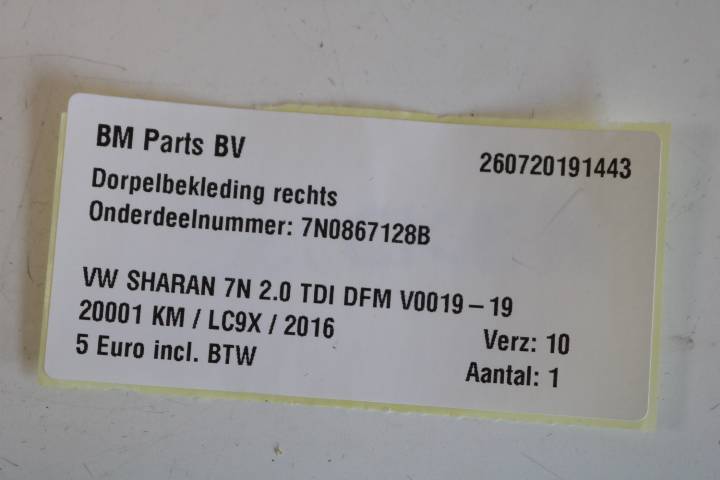 BM Parts BV
260720191443
Dorpelbekleding rechts
Onderdeelnummer: 7N0867128B
VW SHARAN 7N 2.0 TDI DFM V0019-19
20001 KM / LC9X / 2016
Verz: 10
5 Euro incl. BTW
Aantal: 1